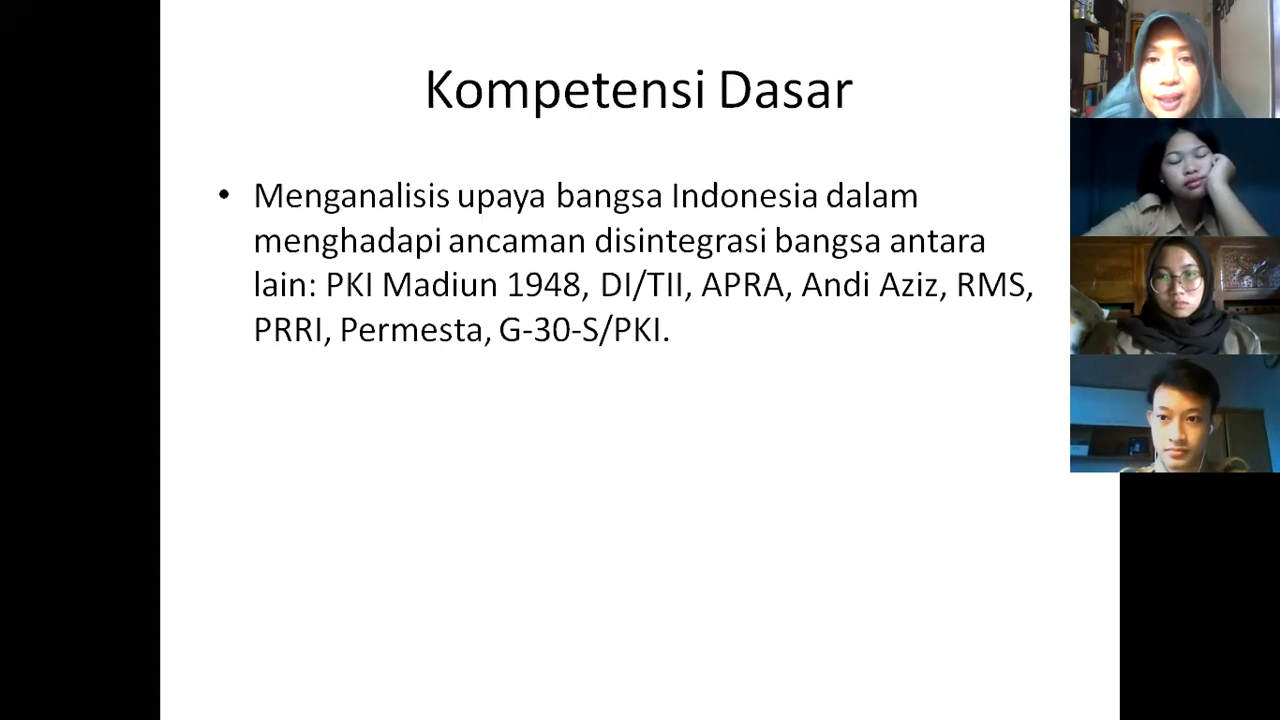 Kompetensi Dasar
• Menganalisis upaya bangsa Indonesia dalam
menghadapi ancaman disintegrasi bangsa antara
lain: PKI Madiun 1948, DI/TII, APRA, Andi Aziz, RMS,
PRRI, Permesta, G-30-S/PKI.